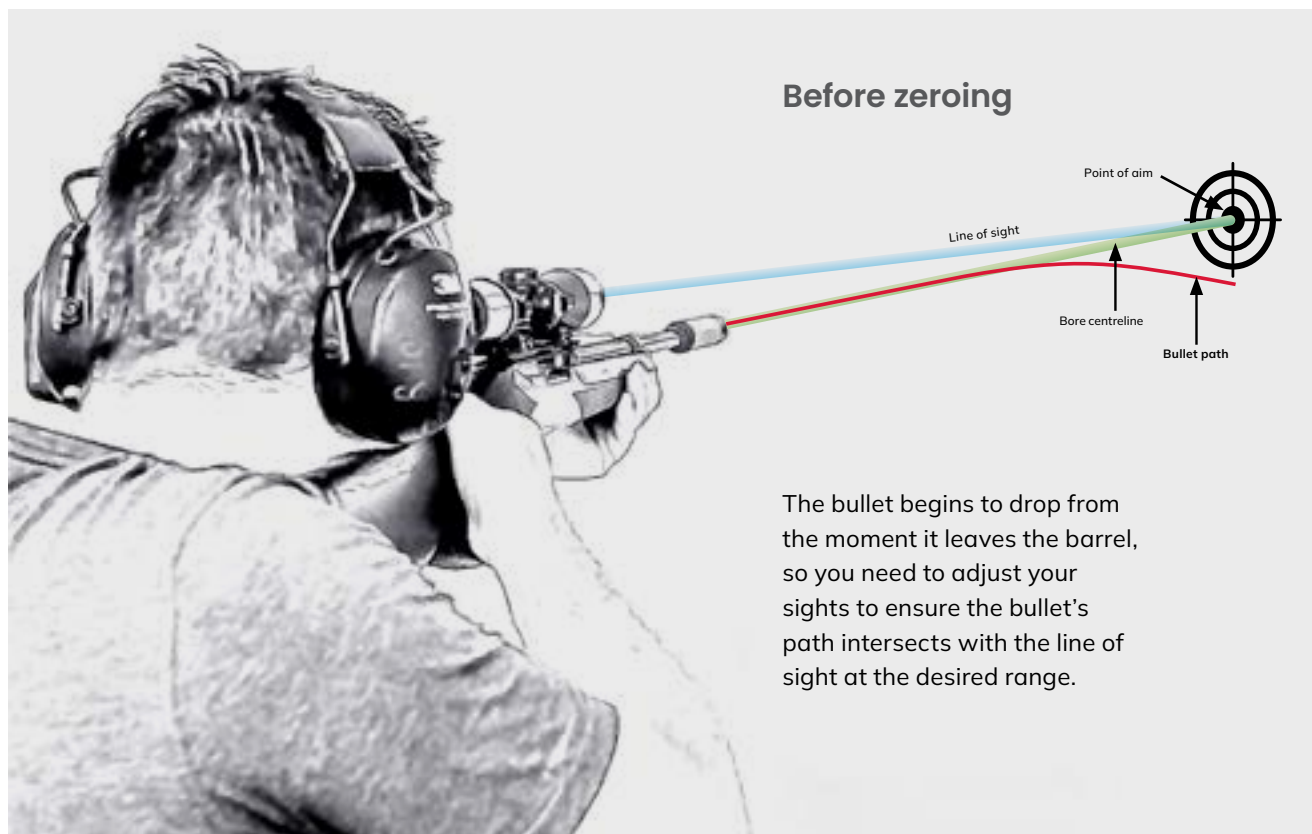 Before zeroing
Point of aim
Line of sight
Bore centreline
Bullet path
The bullet begins to drop from
the moment it leaves the barrel,
so you need to adjust your
sights to ensure the bullet’s
path intersects with the line of
sight at the desired range.